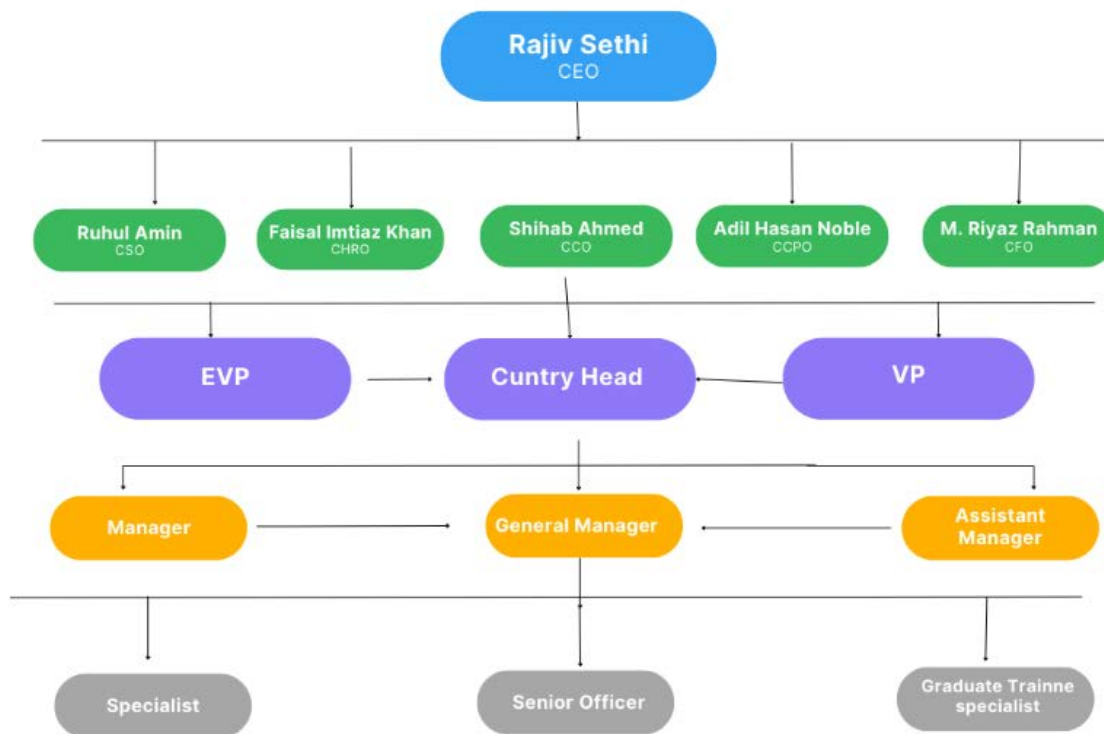 Rajiv Sethi
CEO
Ruhul Amin
CSO
Faisal Imtiaz Khan
CHRO
Shihab Ahmed
CCO
Adil Hasan Noble
CCPO
M. Riyaz Rahman
CFO
EVP
Cuntry Head
VP
Manager
General Manager
Assistant
Manager
Specialist
Senior Officer
Graduate Trainne
specialist